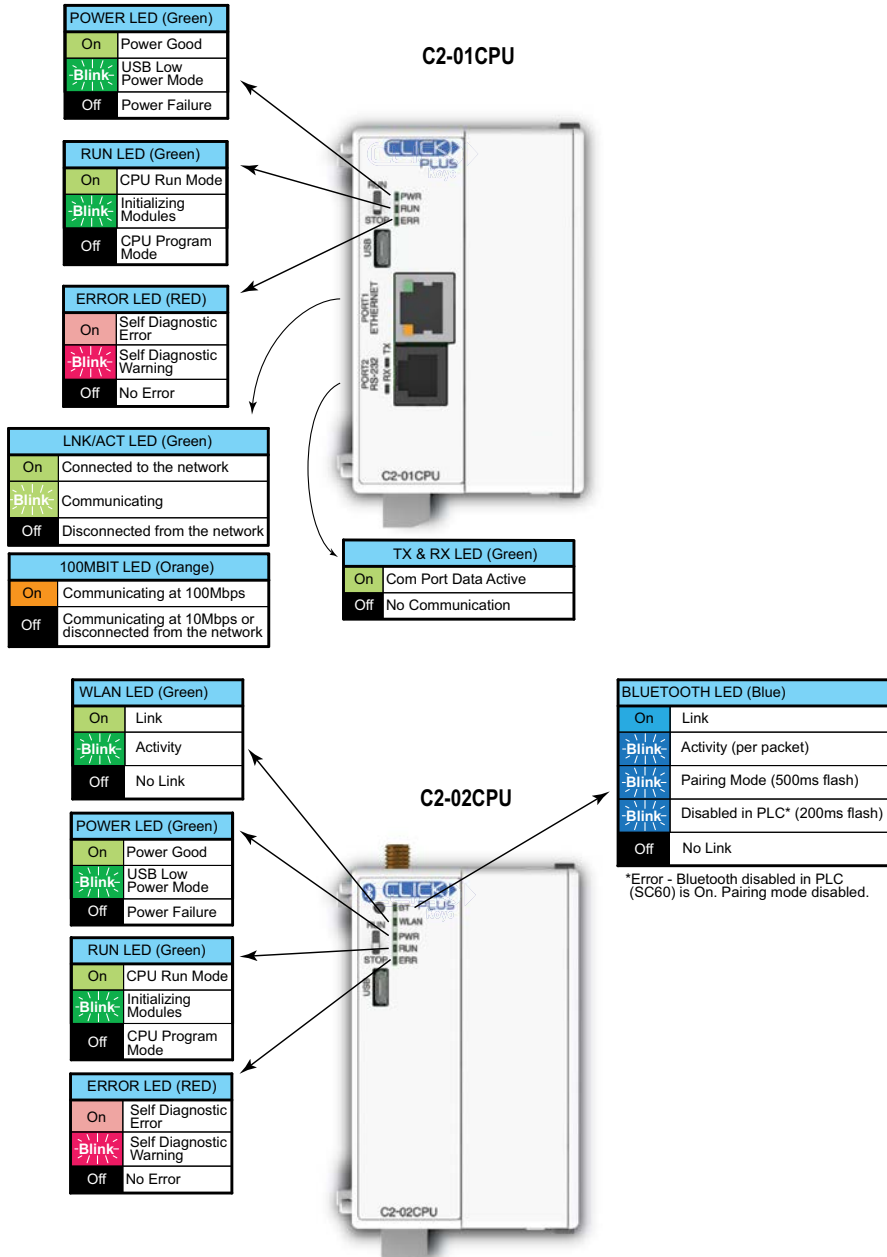 POWER LED (Green)
On Power Good
Blink USB Low
Power Mode
Off Power Failure
C2-01CPU
RUN LED (Green)
On CPU Run Mode
Blink Initializing
Modules
Off CPU Program
Mode
ERROR LED (RED)
On Self Diagnostic
Error
Blink Self Diagnostic
Warning
Off No Error
LNK/ACT LED (Green)
On Connected to the network
Blink Communicating
Off Disconnected from the network
100MBIT LED (Orange)
On Communicating at 100Mbps
Off Communicating at 10Mbps or
disconnected from the network
CLICK
PLUS
Koyo
RUN
STOP
PWR
RUN
ERR
USB
PORT1
ETHERNET
PORT2
RS-232
RX TX
C2-01CPU
TX & RX LED (Green)
On Com Port Data Active
Off No Communication
WLAN LED (Green)
On Link
Blink Activity
Off No Link
POWER LED (Green)
On Power Good
Blink USB Low
Power Mode
Off Power Failure
RUN LED (Green)
On CPU Run Mode
Blink Initializing
Modules
Off CPU Program
Mode
ERROR LED (RED)
On Self Diagnostic
Error
Blink Self Diagnostic
Warning
Off No Error
C2-02CPU
CLICK
PLUS
Koyo
BT
WLAN
PWR
RUN
ERR
RUN
STOP
USB
C2-02CPU
BLUETOOTH LED (Blue)
On Link
Blink Activity (per packet)
Blink Pairing Mode (500ms flash)
Blink Disabled in PLC* (200ms flash)
Off No Link
*Error - Bluetooth disabled in PLC
(SC60) is On. Pairing mode disabled.